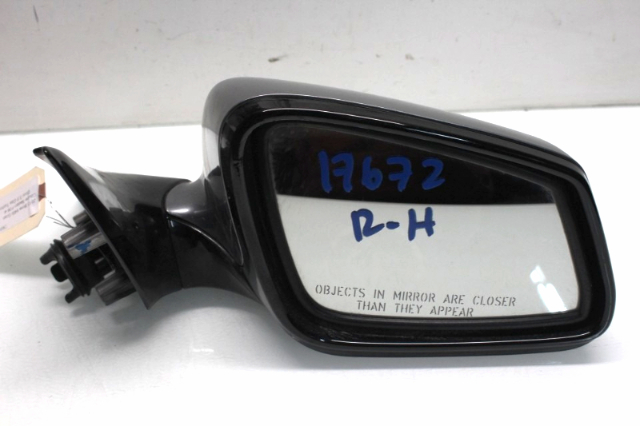 17672
R-H
OBJECTS IN MIRROR ARE CLOSER
THAN THEY APPEAR